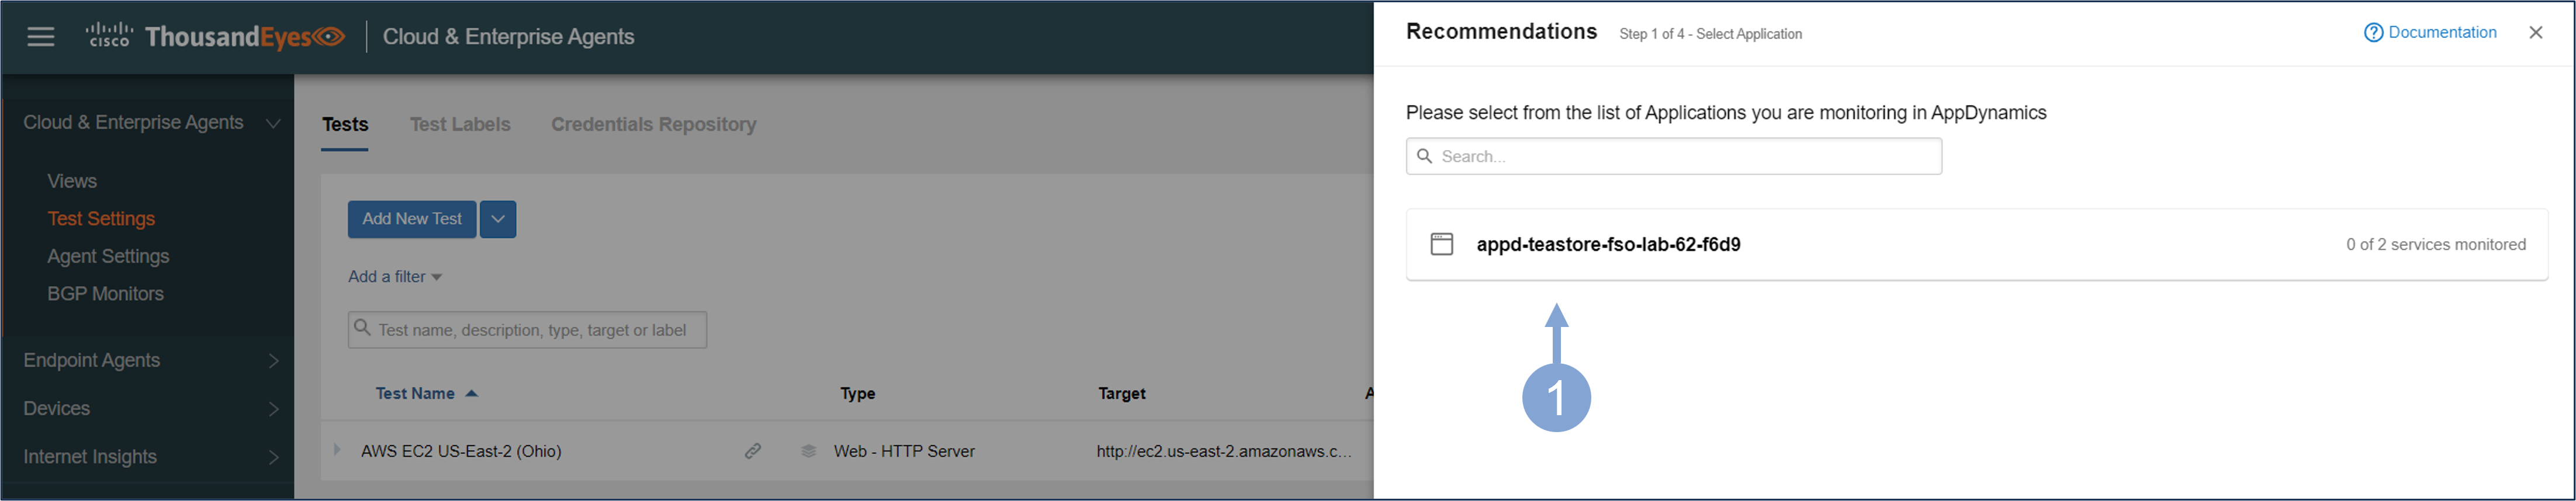 CISCO ThousandEyes Cloud & Enterprise Agents
Cloud & Enterprise Agents
Views
Test Settings
Agent Settings
BGP Monitors
Endpoint Agents
Devices
Internet Insights
Tests Test Labels Credentials Repository
Add New Test
Add a filter
Test name, description, type, target or label
Test Name Type Target A
AWS EC2 US-East-2 (Ohio) Web - HTTP Server http://ec2.us-east-2.amazonaws.c...
Recommendations Step 1 of 4 - Select Application Documentation
Please select from the list of Applications you are monitoring in AppDynamics
Search...
appd-teastore-fso-lab-62-f6d9 0 of 2 services monitored
1